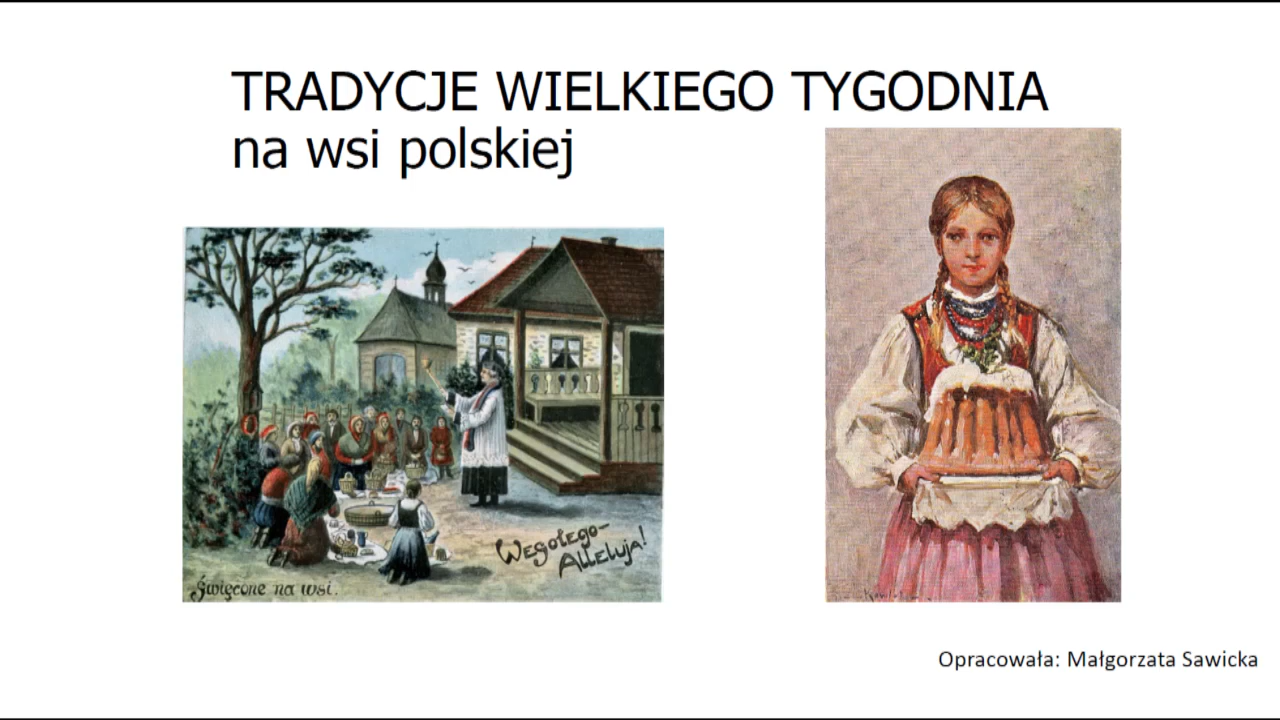 TRADYCJE WIELKIEGO TYGODNIA
na wsi polskiej
Wesołego-
Alleluja!
Święcone na wsi.
Opracowała: Małgorzata Sawicka